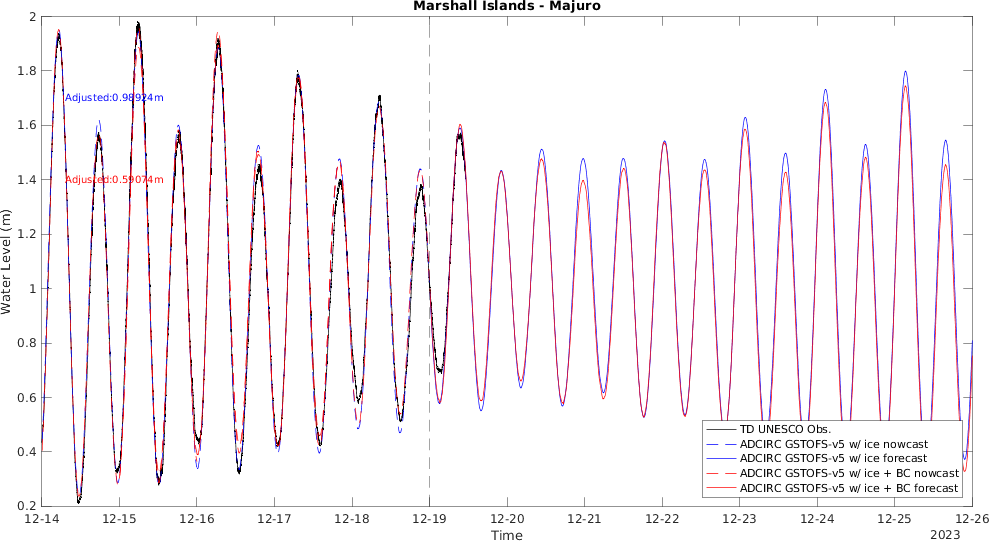 Marshall Islands - Majuro
Water Level (m)
2
1.8
1.6
1.4
1.2
1
0.8
0.6
0.4
0.2
Adjusted:0.98924m
Adjusted:0.59074m
TD UNESCO Obs.
ADCIRC GSTOFS-v5 w/ ice nowcast
ADCIRC GSTOFS-v5 w/ ice forecast
ADCIRC GSTOFS-v5 w/ ice + BC nowcast
ADCIRC GSTOFS-v5 w/ ice + BC forecast
12-14 12-15 12-16 12-17 12-18 12-19 12-20 12-21 12-22 12-23 12-24 12-25 12-26
Time
2023